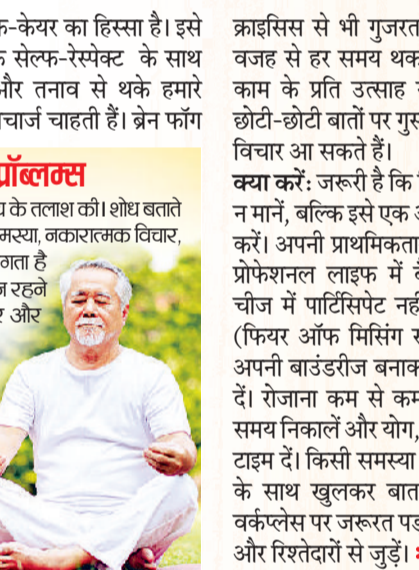 क-केयर का हिस्सा है। इसे
सेल्फ-रेस्पेक्ट के साथ
और तनाव से थके हमारे
चार्ज चाहती हैं। ब्रेन फॉग
प्रॉब्लम्स
के तलाश की। शोध बताते
मस्या, नकारात्मक विचार,
गता है
रहने
और
क्राइसिस से भी गुजरत
वजह से हर समय थक
काम के प्रति उत्साह
छोटी-छोटी बातों पर गुस
विचार आ सकते हैं।
क्या करें: जरूरी है कि
न मानें, बल्कि इसे एक
करें। अपनी प्राथमिकता
प्रोफेशनल लाइफ में
चीज में पार्टिसिपेट नह
(फियर ऑफ मिसिंग
अपनी बाउंडरीज बनाक
दें। रोजाना कम से कम
समय निकालें और योग,
टाइम दें। किसी समस्या
के साथ खुलकर बात
वर्कप्लेस पर जरूरत पड
और रिश्तेदारों से जुड़ें।